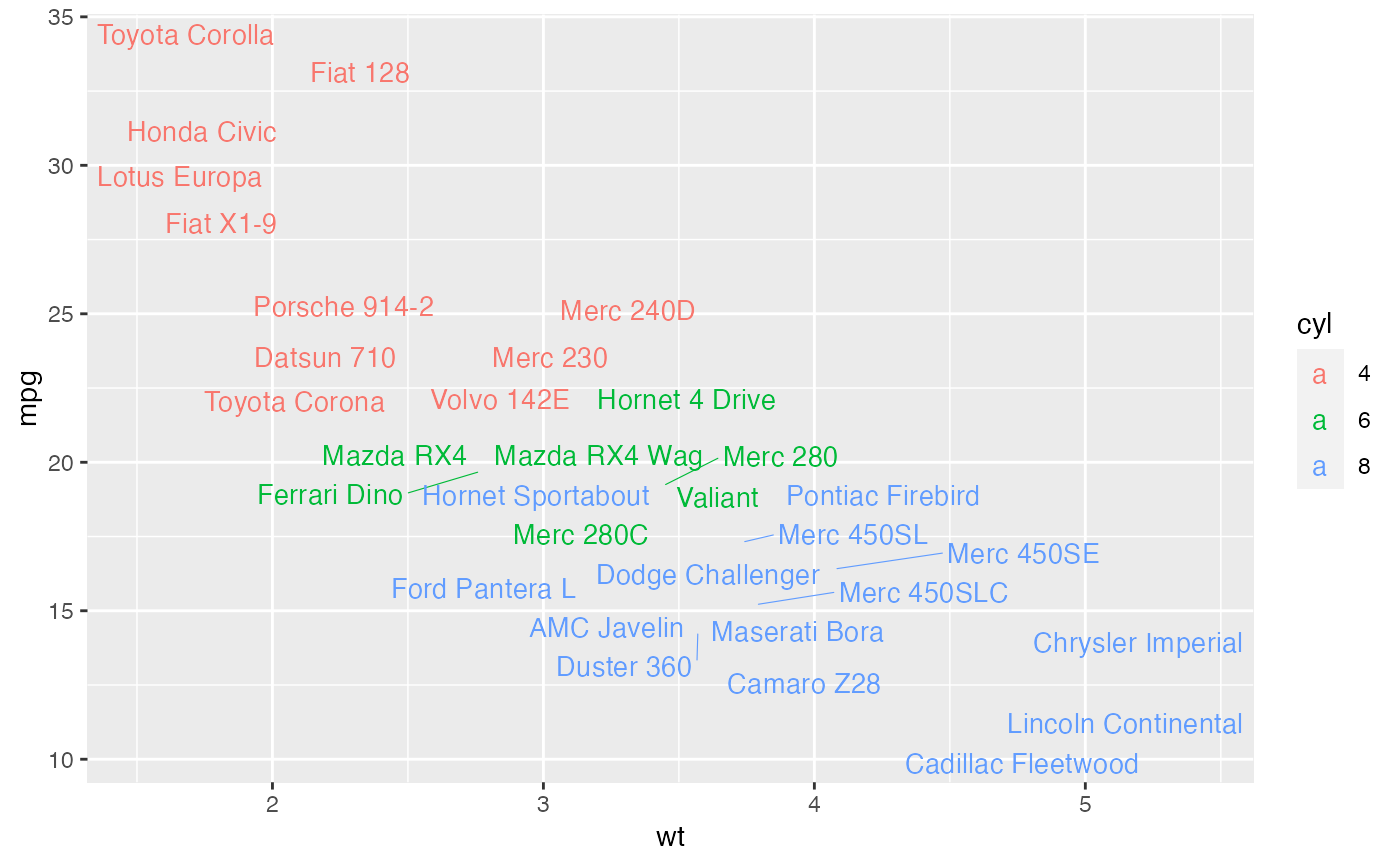 35
Toyota Corolla
Fiat 128
Honda Civic
30
Lotus Europa
Fiat X1-9
25
Porsche 914-2
Merc 240D
Datsun 710
Merc 230
Toyota Corona
Volvo 142E
Hornet 4 Drive
20
Mazda RX4
Mazda RX4 Wag
Merc 280
Ferrari Dino
Hornet Sportabout
Valiant
Pontiac Firebird
Merc 280C
Merc 450SL
Merc 450SE
Dodge Challenger
Ford Pantera L
Merc 450SLC
15
AMC Javelin
Maserati Bora
Chrysler Imperial
Duster 360
Camaro Z28
Lincoln Continental
10
Cadillac Fleetwood
2
3
4
5
wt
mpg
cyl
a 4
a 6
a 8